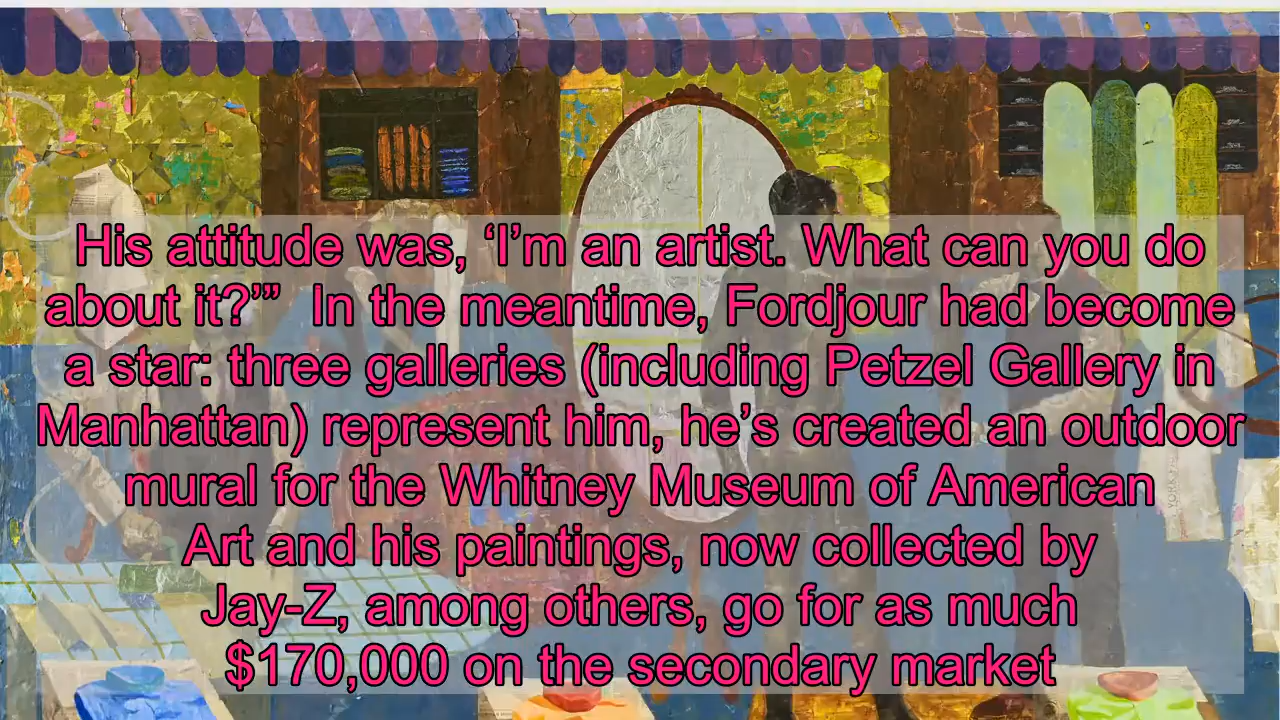 His attitude was, ‘I’m an artist. What can you do
about it?’”  In the meantime, Fordjour had become
a star: three galleries (including Petzel Gallery in
Manhattan) represent him, he’s created an outdoor
mural for the Whitney Museum of American
Art and his paintings, now collected by
Jay-Z, among others, go for as much
$170,000 on the secondary market